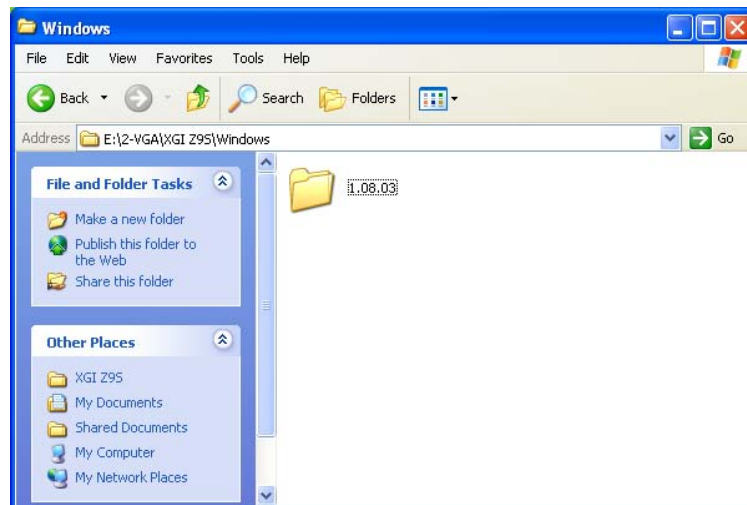 Windows
File Edit View Favorites Tools Help
Back Search Folders
Address E:\2-VGA\XGI Z9S\Windows Go
File and Folder Tasks
Make a new folder
Publish this folder to
the Web
Share this folder
Other Places
XGI Z9S
My Documents
Shared Documents
My Computer
My Network Places
1.08.03